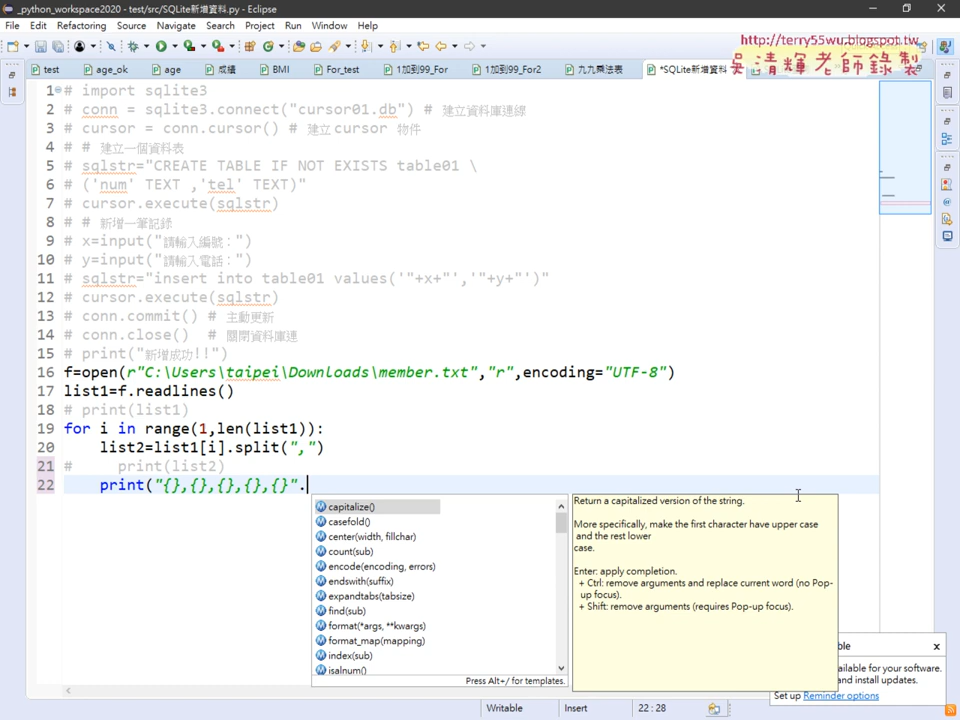 _python_workspace2020 - test/src/SQLite新增資料.py - Eclipse
File Edit Refactoring Source Navigate Search Project Run Window Help
http://terry55wu.blogspot.tw
吳清輝老師錄製
test age_ok age 成績 BMI For_test 1加到99_For 1加到99_For2 九九乘法表 *SQLite新增資料
1 # import sqlite3
2 # conn = sqlite3.connect("cursor01.db") # 建立資料庫連線
3 # cursor = conn.cursor() # 建立 cursor 物件
4 # # 建立一個資料表
5 # sqlstr="CREATE TABLE IF NOT EXISTS table01 \
6 # ('num' TEXT ,'tel' TEXT)"
7 # cursor.execute(sqlstr)
8 # # 新增一筆記錄
9 # x=input("請輸入編號：")
10 # y=input("請輸入電話：")
11 # sqlstr="insert into table01 values('"+x+"','"+y+"')"
12 # cursor.execute(sqlstr)
13 # conn.commit() # 主動更新
14 # conn.close()  # 關閉資料庫連
15 # print("新增成功!!")
16 f=open(r"C:\Users\taipei\Downloads\member.txt","r",encoding="UTF-8")
17 list1=f.readlines()
18 # print(list1)
19 for i in range(1,len(list1)):
20 list2=list1[i].split(",")
21 #     print(list2)
22 print("{},{},{},{},{}".
capitalize()
casefold()
center(width, fillchar)
count(sub)
encode(encoding, errors)
endswith(suffix)
expandtabs(tabsize)
find(sub)
format(*args, **kwargs)
format_map(mapping)
index(sub)
isalnum()
Press Alt+/ for templates.
Return a capitalized version of the string.
More specifically, make the first character have upper case
and the rest lower
case.
Enter: apply completion.
+ Ctrl: remove arguments and replace current word (no Pop-
up focus).
+ Shift: remove arguments (requires Pop-up focus).
ble
ailable for your software.
and install updates.
Set up Reminder options
Writable Insert 22 : 28